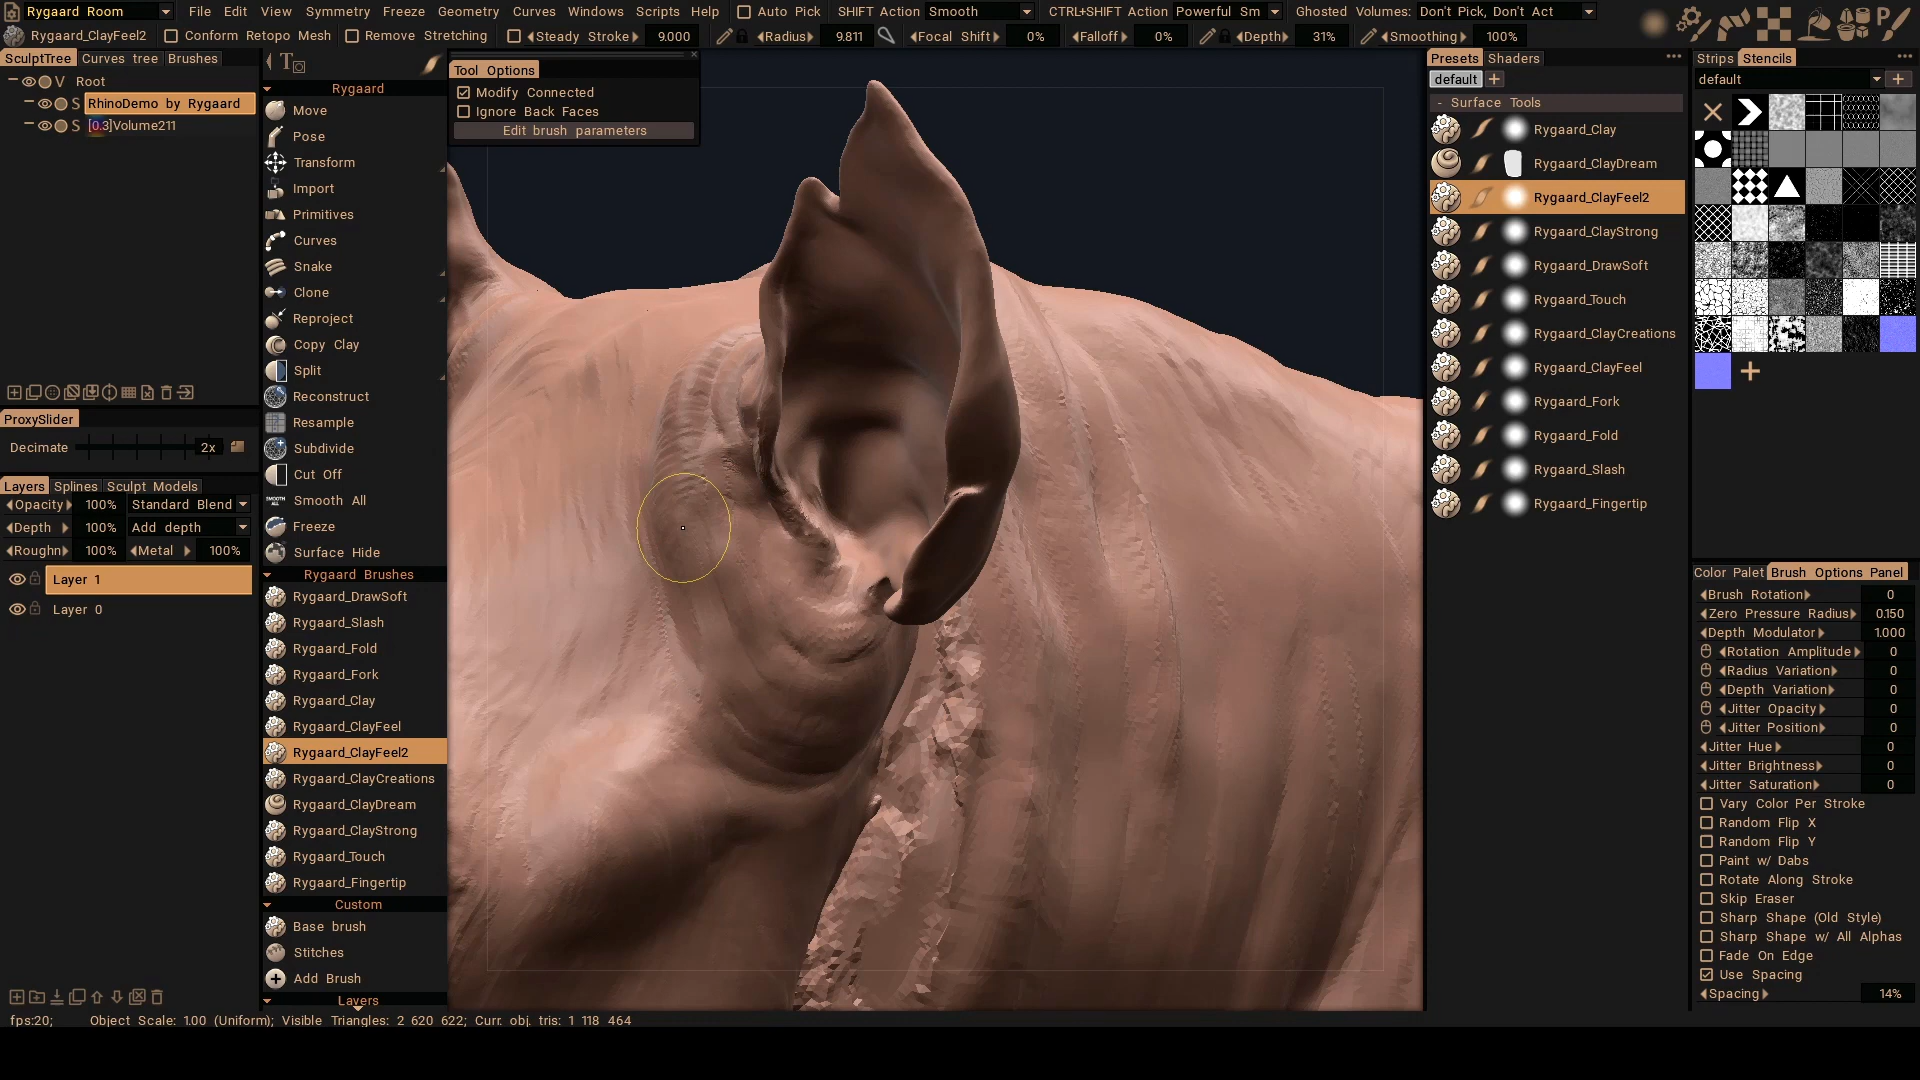 Rygaard Room File Edit View Symmetry Freeze Geometry Curves Windows Scripts Help Auto Pick SHIFT Action Smooth CTRL+SHIFT Action Powerful Sm Ghosted Volumes: Don't Pick, Don't Act
Rygaard_ClayFeel2 Conform Retopo Mesh Remove Stretching Steady Stroke 9.000 Radius 9.811 Focal Shift 0% Falloff 0% Depth 31% Smoothing 100%
SculptTree Curves tree Brushes
V Root
S RhinoDemo by Rygaard
S [0.3]Volume211
ProxySlider
Decimate 2x
Layers Splines Sculpt Models
Opacity 100% Standard Blend
Depth 100% Add depth
Roughn 100% Metal 100%
Layer 1
Layer 0
Rygaard
Move
Pose
Transform
Import
Primitives
Curves
Snake
Clone
Reproject
Copy Clay
Split
Reconstruct
Resample
Subdivide
Cut Off
SMOOTH ALL Smooth All
Freeze
Surface Hide
Rygaard Brushes
Rygaard_DrawSoft
Rygaard_Slash
Rygaard_Fold
Rygaard_Fork
Rygaard_Clay
Rygaard_ClayFeel
Rygaard_ClayFeel2
Rygaard_ClayCreations
Rygaard_ClayDream
Rygaard_ClayStrong
Rygaard_Touch
Rygaard_Fingertip
Custom
Base brush
Stitches
Add Brush
Layers
Tool Options
Modify Connected
Ignore Back Faces
Edit brush parameters
Presets Shaders
default +
- Surface Tools
Rygaard_Clay
Rygaard_ClayDream
Rygaard_ClayFeel2
Rygaard_ClayStrong
Rygaard_DrawSoft
Rygaard_Touch
Rygaard_ClayCreations
Rygaard_ClayFeel
Rygaard_Fork
Rygaard_Fold
Rygaard_Slash
Rygaard_Fingertip
Strips Stencils
default +
Color Palet Brush Options Panel
Brush Rotation 0
Zero Pressure Radius 0.150
Depth Modulator 1.000
Rotation Amplitude 0
Radius Variation 0
Depth Variation 0
Jitter Opacity 0
Jitter Position 0
Jitter Hue 0
Jitter Brightness 0
Jitter Saturation 0
Vary Color Per Stroke
Random Flip X
Random Flip Y
Paint w/ Dabs
Rotate Along Stroke
Skip Eraser
Sharp Shape (Old Style)
Sharp Shape w/ All Alphas
Fade On Edge
Use Spacing
Spacing 14%
fps:20; Object Scale: 1.00 (Uniform); Visible Triangles: 2 620 622; Curr. obj. tris: 1 118 464